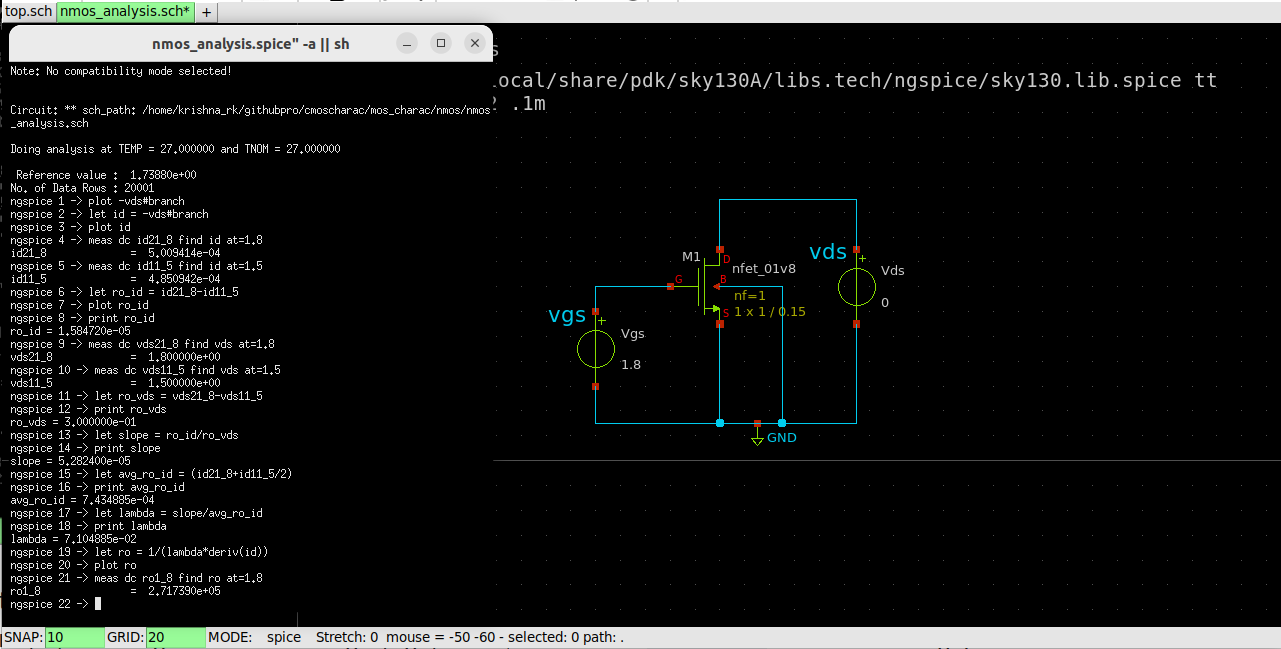 top.sch nmos_analysis.sch* +
nmos_analysis.spice" -a || sh
Note: No compatibility mode selected!
Circuit: ** sch_path: /home/krishna_rk/githubpro/cmoscharac/mos_charac/nmos/nmos
_analysis.sch
Doing analysis at TEMP = 27.000000 and TNOM = 27.000000
Reference value : 1.73880e+00
No. of Data Rows : 20001
ngspice 1 -> plot -vds#branch
ngspice 2 -> let id = -vds#branch
ngspice 3 -> plot id
ngspice 4 -> meas dc id21_8 find id at=1.8
id21_8 = 5.009414e-04
ngspice 5 -> meas dc id11_5 find id at=1.5
id11_5 = 4.850942e-04
ngspice 6 -> let ro_id = id21_8-id11_5
ngspice 7 -> plot ro_id
ngspice 8 -> print ro_id
ro_id = 1.584720e-05
ngspice 9 -> meas dc vds21_8 find vds at=1.8
vds21_8 = 1.800000e+00
ngspice 10 -> meas dc vds11_5 find vds at=1.5
vds11_5 = 1.500000e+00
ngspice 11 -> let ro_vds = vds21_8-vds11_5
ngspice 12 -> print ro_vds
ro_vds = 3.000000e-01
ngspice 13 -> let slope = ro_id/ro_vds
ngspice 14 -> print slope
slope = 5.282400e-05
ngspice 15 -> let avg_ro_id = (id21_8+id11_5/2)
ngspice 16 -> print avg_ro_id
avg_ro_id = 7.434885e-04
ngspice 17 -> let lambda = slope/avg_ro_id
ngspice 18 -> print lambda
lambda = 7.104885e-02
ngspice 19 -> let ro = 1/(lambda*deriv(id))
ngspice 20 -> plot ro
ngspice 21 -> meas dc ro1_8 find ro at=1.8
ro1_8 = 2.717390e+05
ngspice 22 ->
s
ocal/share/pdk/sky130A/libs.tech/ngspice/sky130.lib.spice tt
2 .1m
M1
D
nfet_01v8
G
B
nf=1
S
1 x 1 / 0.15
vgs
+
Vgs
1.8
vds
+
Vds
0
GND
SNAP: 10 GRID: 20 MODE: spice Stretch: 0 mouse = -50 -60 - selected: 0 path: .